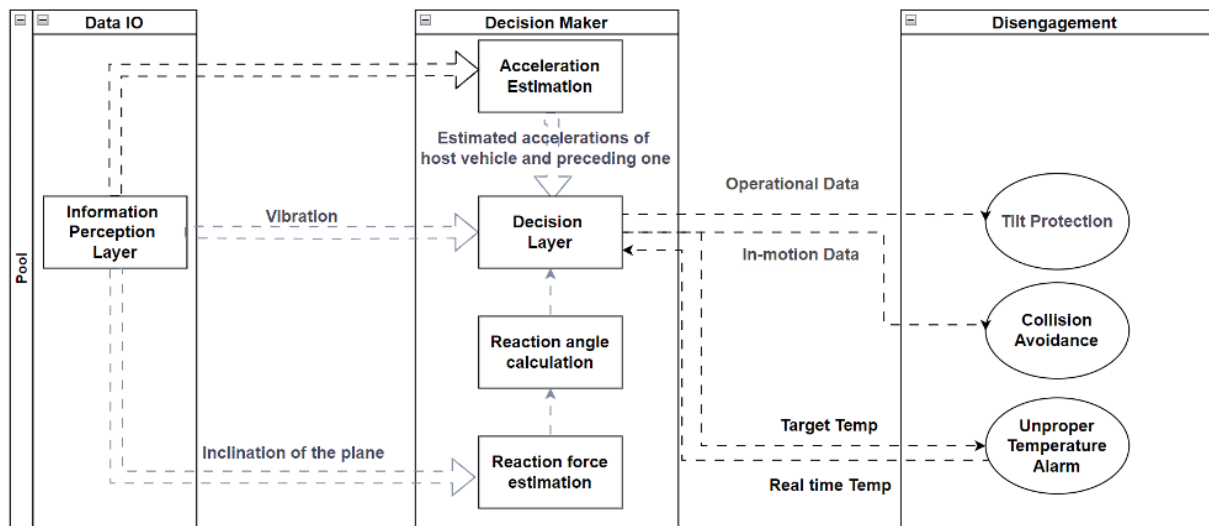 Data IO
Decision Maker
Disengagement
Pool
Acceleration
Estimation
Estimated accelerations of
host vehicle and preceding one
Information
Perception
Layer
Vibration
Decision
Layer
Operational Data
In-motion Data
Tilt Protection
Reaction angle
calculation
Collision
Avoidance
Inclination of the plane
Reaction force
estimation
Target Temp
Real time Temp
Unproper
Temperature
Alarm